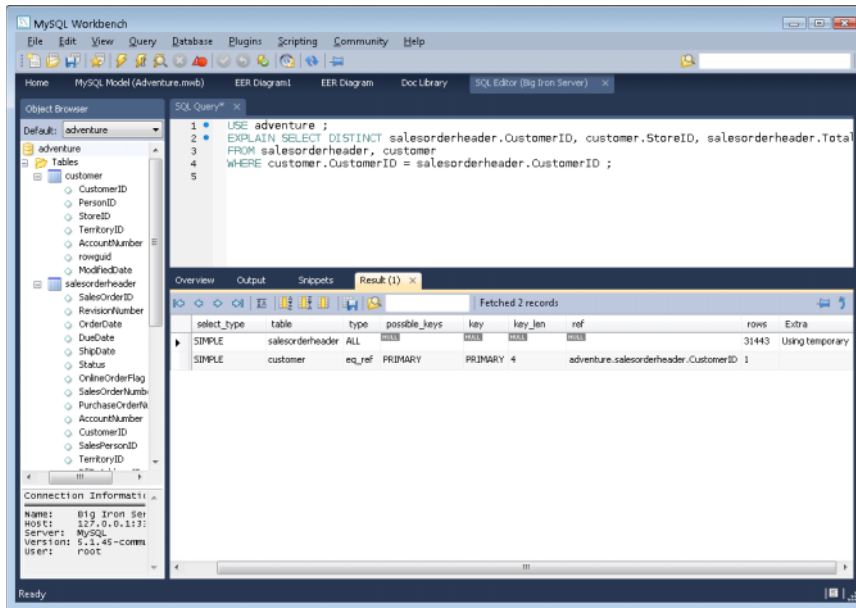 MySQL Workbench
File Edit View Query Database Plugins Scripting Community Help
Home MySQL Model (Adventure.mwb) EER Diagram1 EER Diagram Doc Library SQL Editor (Big Iron Server) ×
Object Browser
Default: adventure
adventure
Tables
customer
CustomerID
PersonID
StoreID
TerritoryID
AccountNumber
rowguid
ModifiedDate
salesorderheader
SalesOrderID
RevisionNumber
OrderDate
DueDate
ShipDate
Status
OnlineOrderFlag
SalesOrderNumb
PurchaseOrderN
AccountNumber
CustomerID
SalesPersonID
TerritoryID
Connection Informatic
Name: Big Iron Ser
Host: 127.0.0.1:33
Server: MySQL
Version: 5.1.45-commu
User: root
SQL Query* ×
1 USE adventure ;
2 EXPLAIN SELECT DISTINCT salesorderheader.CustomerID, customer.StoreID, salesorderheader.Total
3 FROM salesorderheader, customer
4 WHERE customer.CustomerID = salesorderheader.CustomerID ;
5
Overview Output Snippets Result (1) ×
Fetched 2 records
select_type table type possible_keys key key_len ref rows Extra
SIMPLE salesorderheader ALL NULL NULL NULL NULL 31443 Using temporary
SIMPLE customer eq_ref PRIMARY PRIMARY 4 adventure.salesorderheader.CustomerID 1
Ready